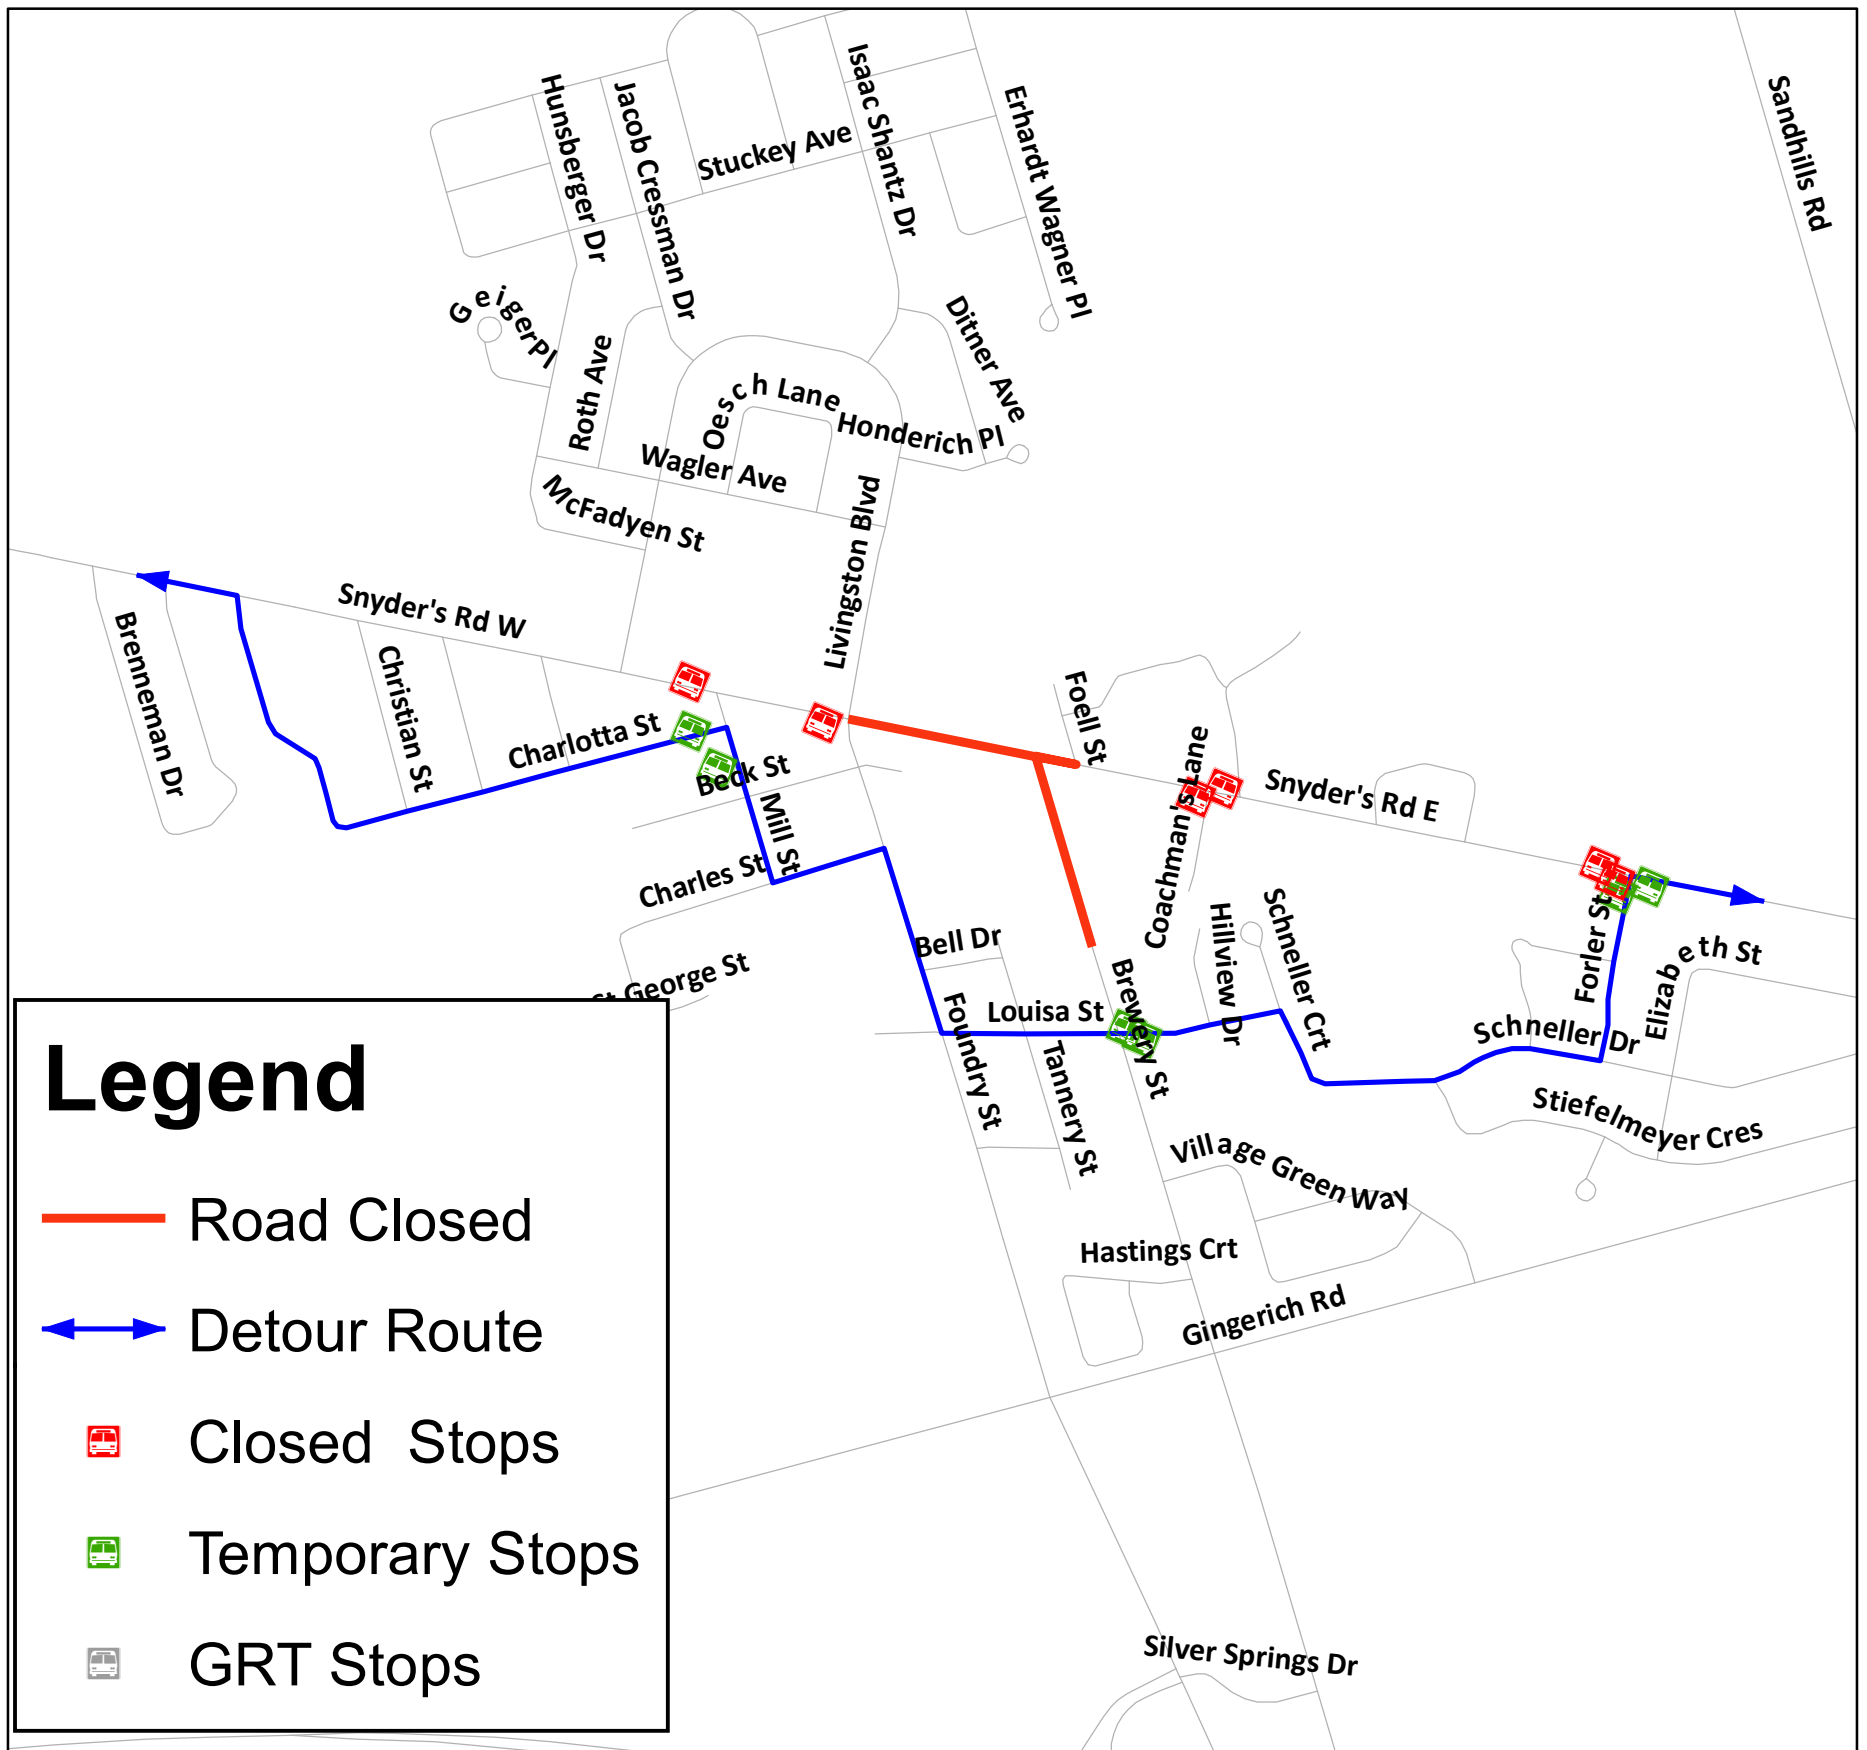 Hunsberger Dr
Jacob Cressman Dr
Stuckey Ave
Isaac Shantz Dr
Erhardt Wagner Pl
Sandhills Rd
Geiger Pl
Roth Ave
Oesch Lane
Ditner Ave
Honderich Pl
Wagler Ave
McFadyen St
Livingston Blvd
Snyder's Rd W
Brenneman Dr
Christian St
Charlotta St
Beck St
Mill St
Charles St
St George St
Foell St
Coachman's Lane
Snyder's Rd E
Bell Dr
Foundry St
Louisa St
Tannery St
Brewery St
Hillview Dr
Schneller Crt
Forler St
Elizabeth St
Schneller Dr
Stiefelmeyer Cres
Village Green Way
Hastings Crt
Gingerich Rd
Silver Springs Dr
Legend
Road Closed
Detour Route
Closed Stops
Temporary Stops
GRT Stops